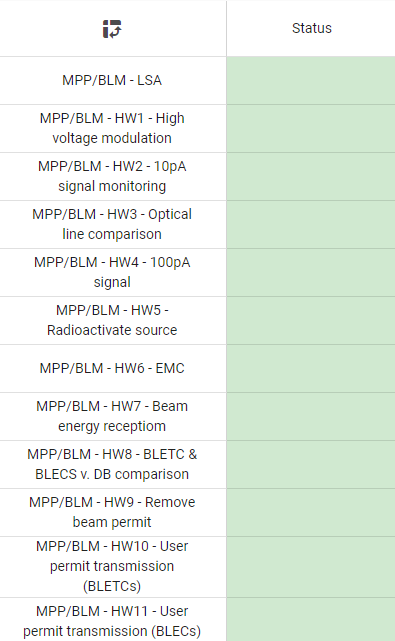 Status
MPP/BLM - LSA
MPP/BLM - HW1 - High
voltage modulation
MPP/BLM - HW2 - 10pA
signal monitoring
MPP/BLM - HW3 - Optical
line comparison
MPP/BLM - HW4 - 100pA
signal
MPP/BLM - HW5 -
Radioactivate source
MPP/BLM - HW6 - EMC
MPP/BLM - HW7 - Beam
energy receptiom
MPP/BLM - HW8 - BLETC &
BLECS v. DB comparison
MPP/BLM - HW9 - Remove
beam permit
MPP/BLM - HW10 - User
permit transmission
(BLETCs)
MPP/BLM - HW11 - User
permit transmission (BLECs)